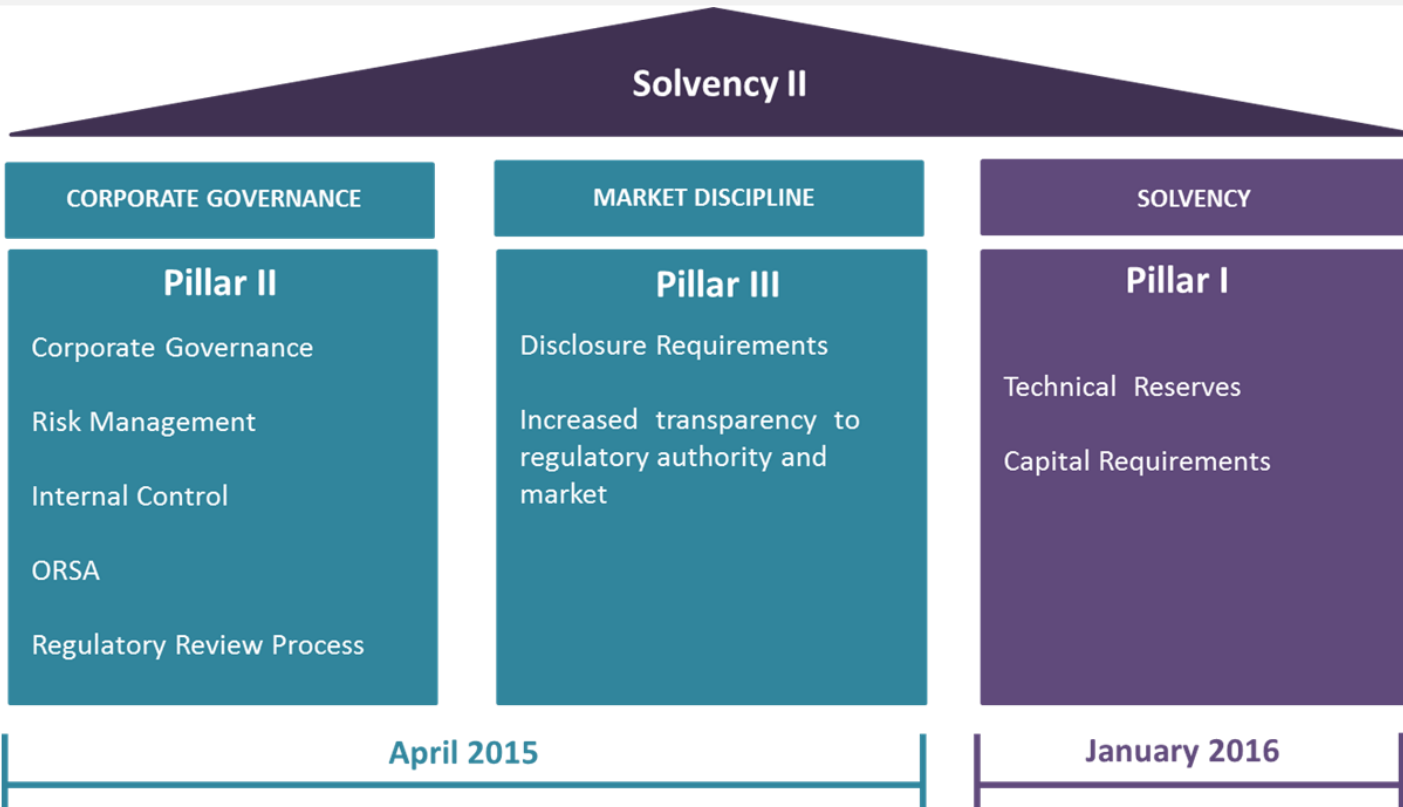 Solvency II
CORPORATE GOVERNANCE
Pillar II
Corporate Governance
Risk Management
Internal Control
ORSA
Regulatory Review Process
MARKET DISCIPLINE
Pillar III
Disclosure Requirements
Increased transparency to
regulatory authority and
market
SOLVENCY
Pillar I
Technical Reserves
Capital Requirements
April 2015
January 2016